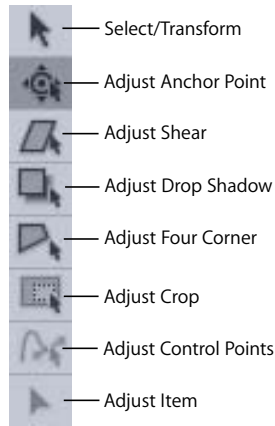 Select/Transform
Adjust Anchor Point
Adjust Shear
Adjust Drop Shadow
Adjust Four Corner
Adjust Crop
Adjust Control Points
Adjust Item